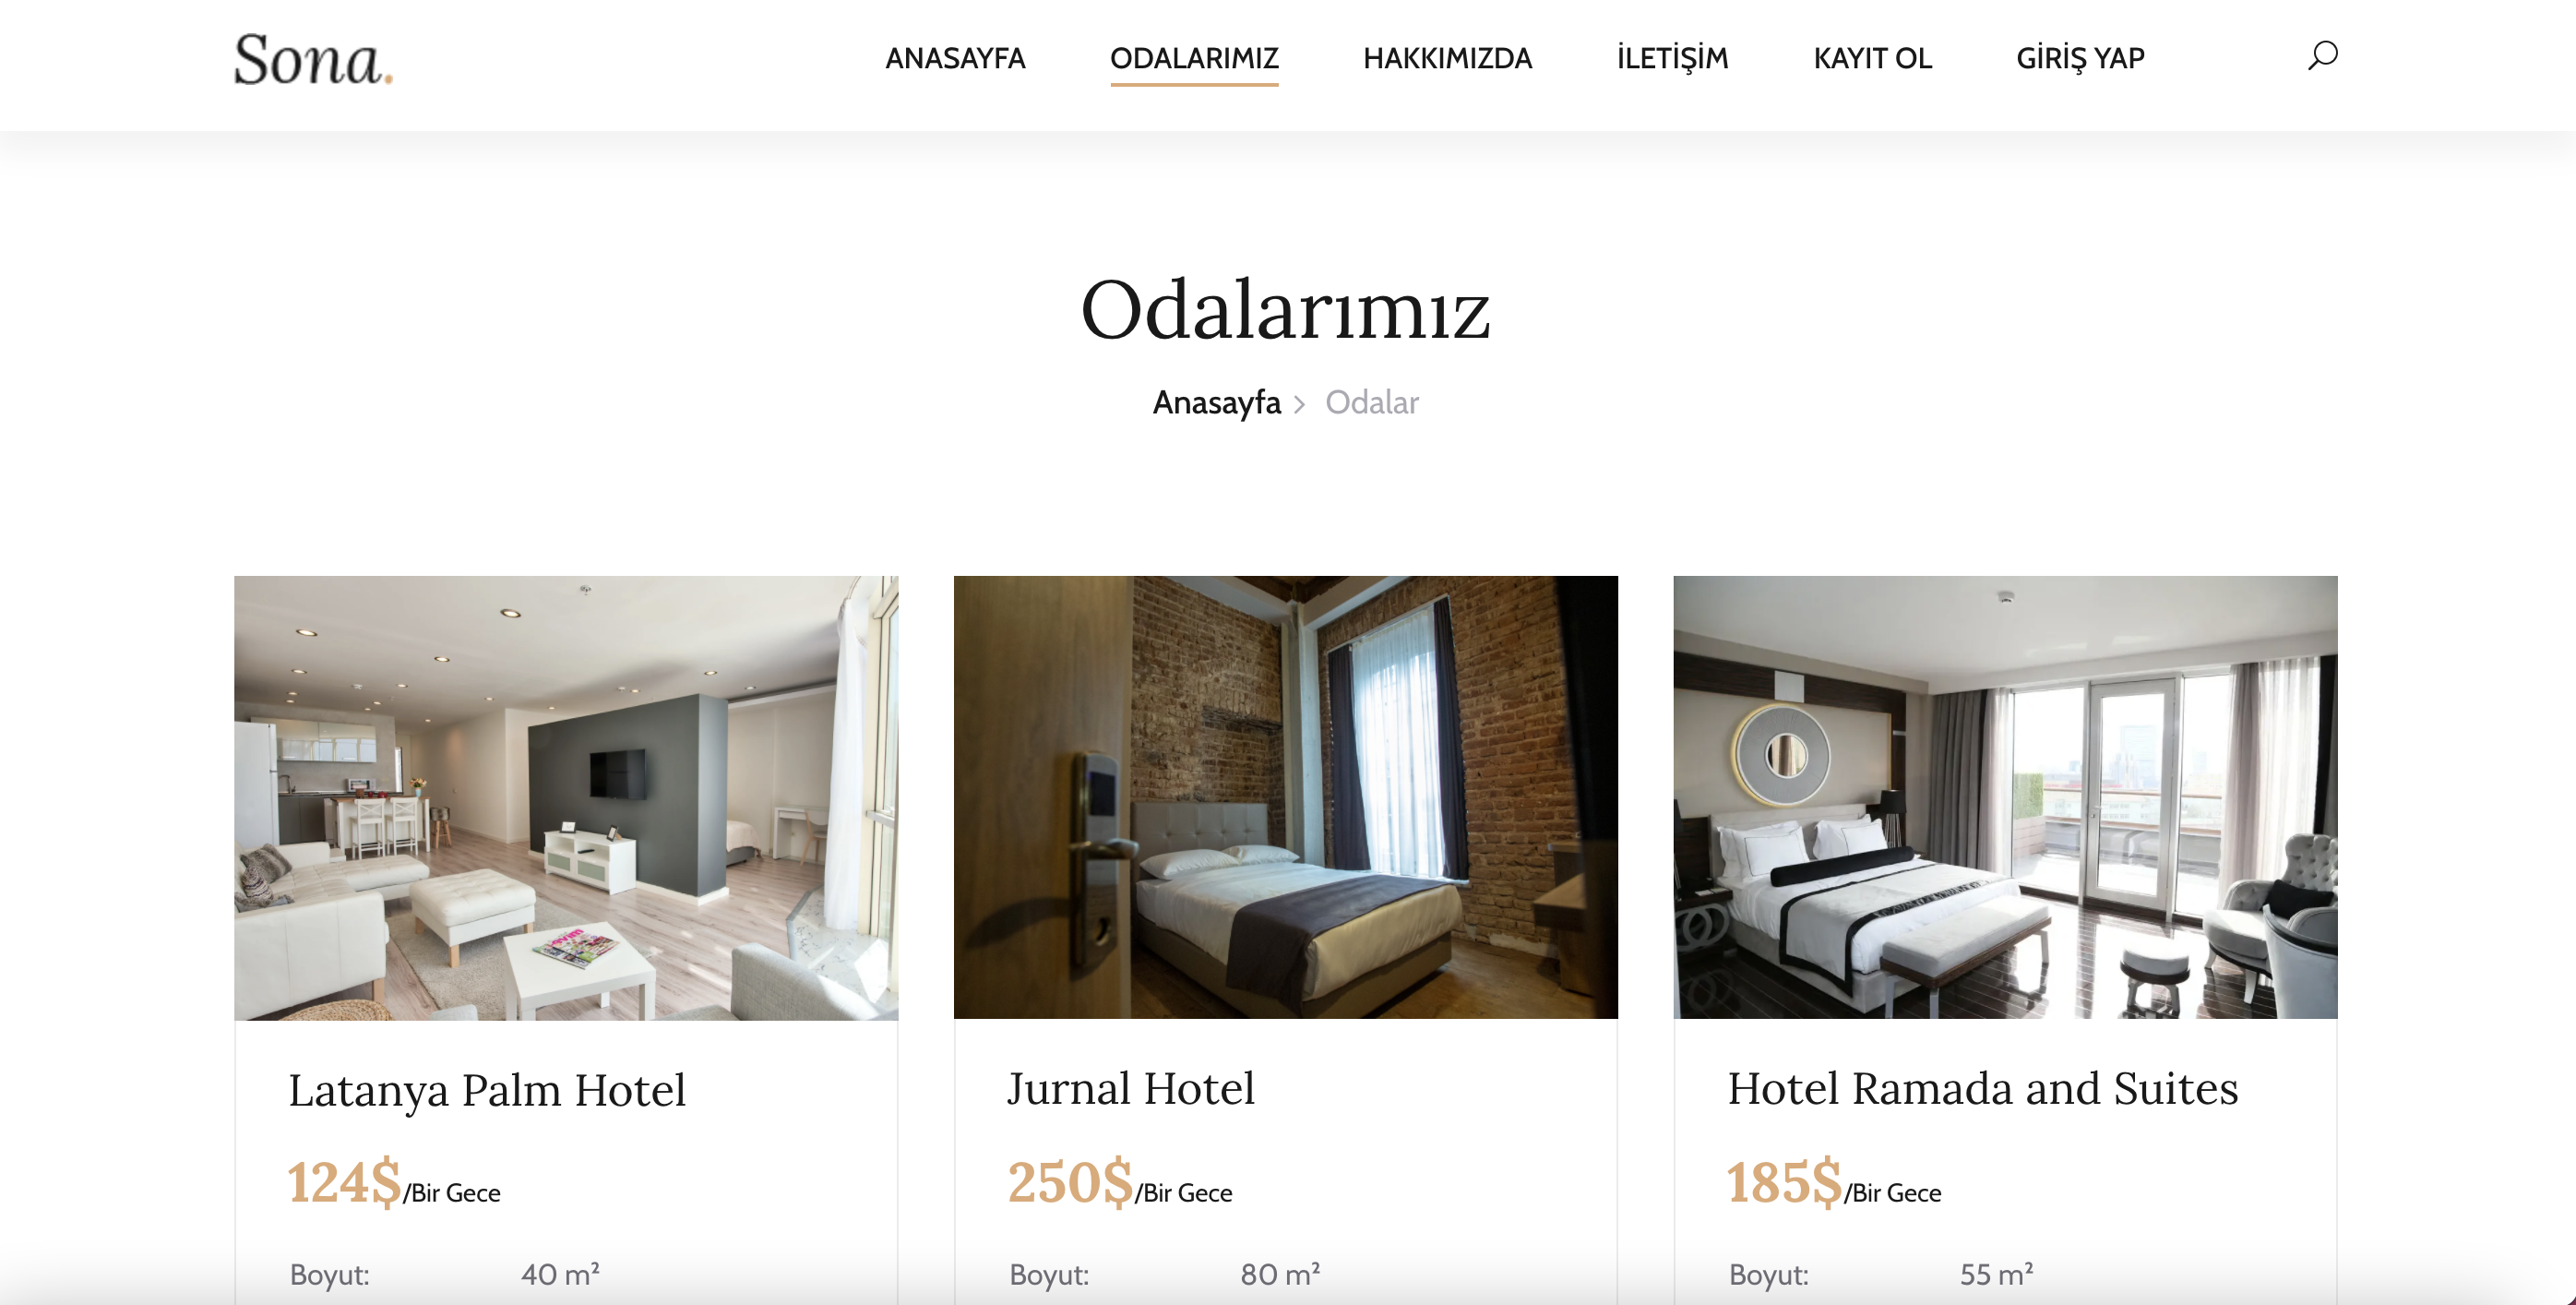 Sona.
ANASAYFA ODALARIMIZ HAKKIMIZDA İLETİŞİM KAYIT OL GİRİŞ YAP
Odalarımız
Anasayfa > Odalar
Latanya Palm Hotel
124$/Bir Gece
Boyut: 40 m²
Jurnal Hotel
250$/Bir Gece
Boyut: 80 m²
Hotel Ramada and Suites
185$/Bir Gece
Boyut: 55 m²